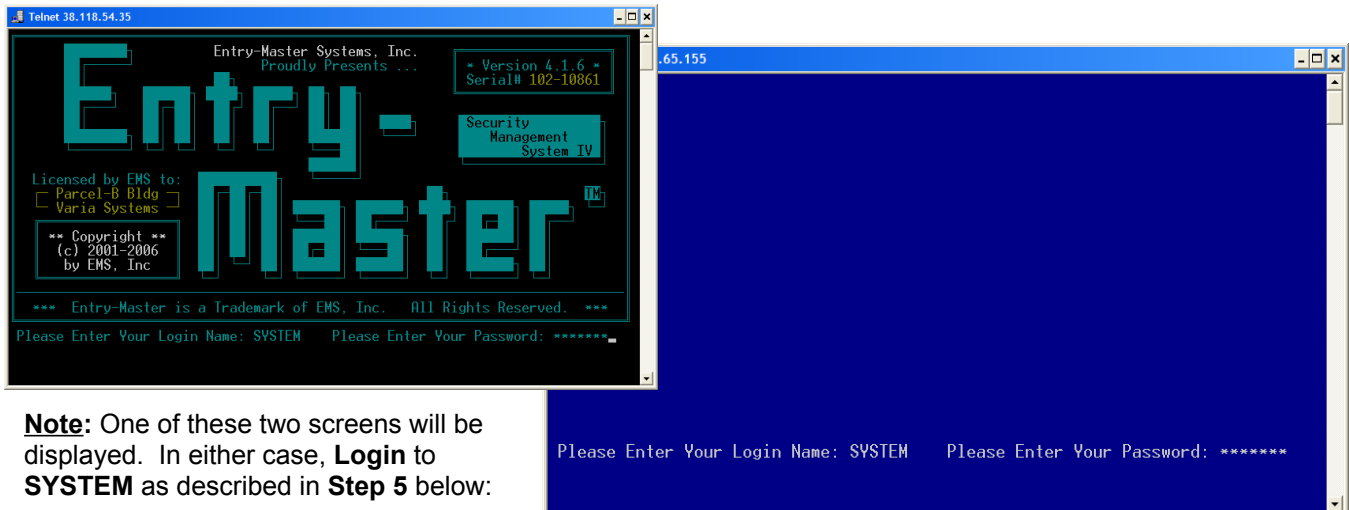 Telnet 38.118.54.35
Entry-Master Systems, Inc.
Proudly Presents ...
* Version 4.1.6 *
Serial# 102-10861
Entry-
Security
Management
System IV
Licensed by EMS to:
Parcel-B Bldg
Varia Systems
Master TM
** Copyright **
(c) 2001-2006
by EMS, Inc
*** Entry-Master is a Trademark of EMS, Inc. All Rights Reserved. ***
Please Enter Your Login Name: SYSTEM Please Enter Your Password: *******
.65.155
Please Enter Your Login Name: SYSTEM Please Enter Your Password: *******
Note: One of these two screens will be
displayed. In either case, Login to
SYSTEM as described in Step 5 below: